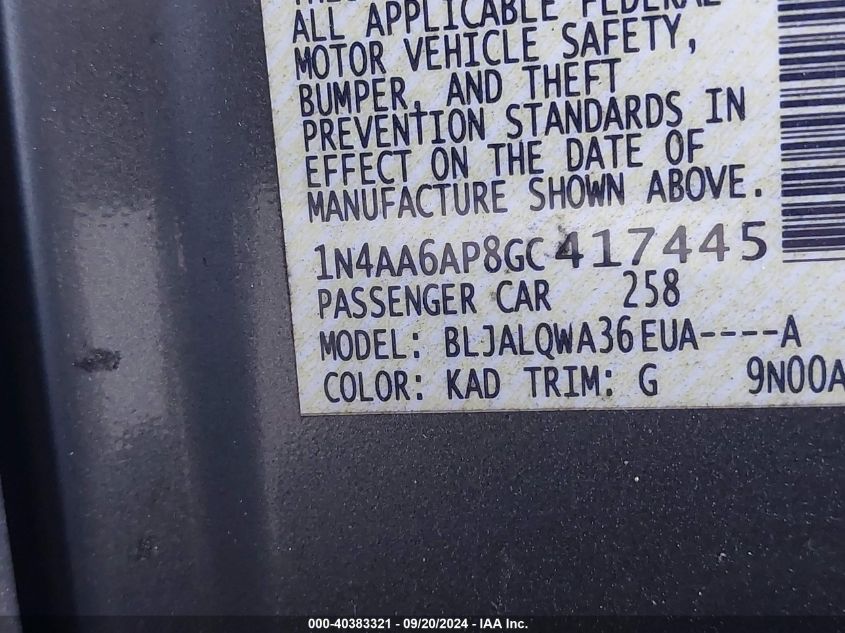 ALL APPLICABLE FEDERAL
MOTOR VEHICLE SAFETY,
BUMPER, AND THEFT
PREVENTION STANDARDS IN
EFFECT ON THE DATE OF
MANUFACTURE SHOWN ABOVE.
1N4AA6AP8GC417445
PASSENGER CAR 258
MODEL: BLJALQWA36EUA----A
COLOR: KAD TRIM: G 9N00A
000-40383321 - 09/20/2024 - IAA Inc.